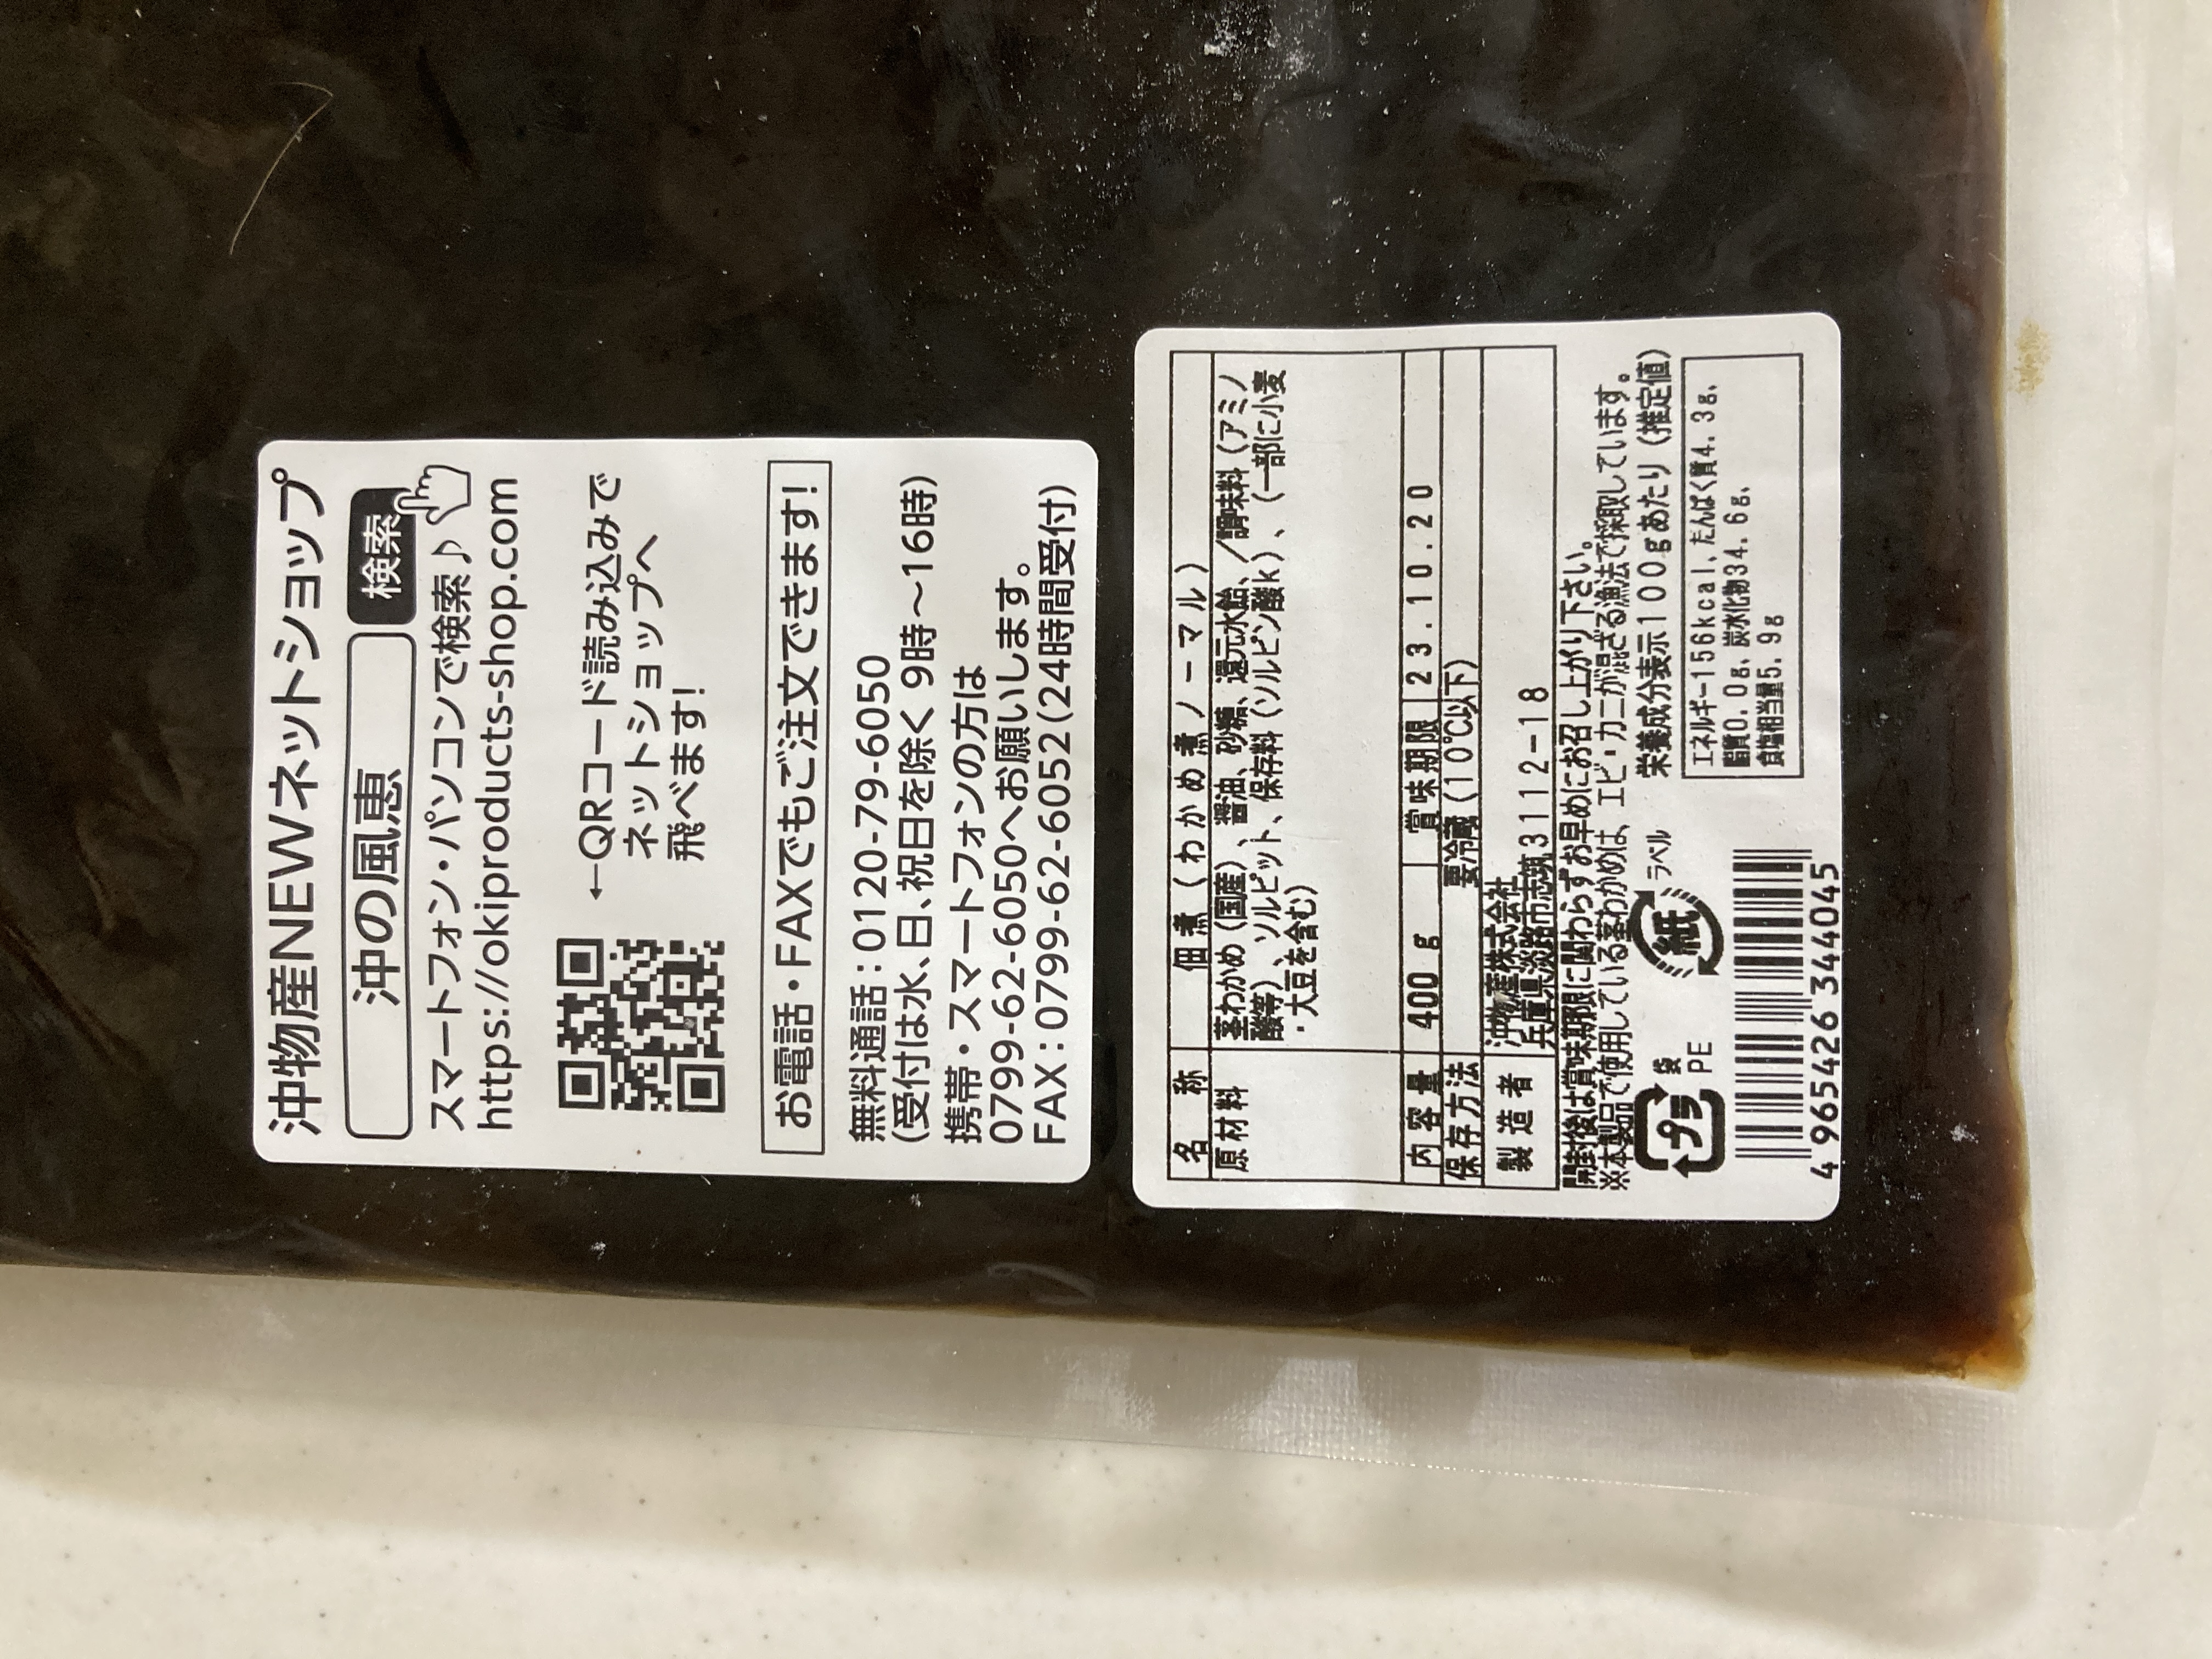 沖物産NEWネットショップ
沖の風恵 検索
スマートフォン・パソコンで検索♪
https://okiproducts-shop.com
←QRコード読み込みで
ネットショップへ
飛べます!
お電話・FAXでもご注文できます!
無料通話:0120-79-6050
(受付は水、日、祝日を除く 9時～16時)
携帯・スマートフォンの方は
0799-62-6050へお願いします。
FAX:0799-62-6052(24時間受付)
名称 佃煮(わかめ煮ノーマル)
原材料 茎わかめ(国産)、醤油、砂糖、還元水飴、/調味料(アミノ
酸等)、ソルビット、保存料(ソルビン酸k)、(一部に小麦
・大豆を含む)
内容量 400g 賞味期限 23.10.20
保存方法 要冷蔵(10℃以下)
製造者 沖物産株式会社
兵庫県淡路市志筑3112-18
開封後は賞味期限に関わらずお早めにお召し上がり下さい。
※本製品で使用している茎わかめは、エビ・カニが混ざる漁法で採取しています。
プラ 袋 PE
紙 ラベル
栄養成分表示100gあたり(推定値)
エネルギー156kcal、たんぱく質4.3g、
脂質0.0g、炭水化物34.6g、
食塩相当量5.9g
4965426344045